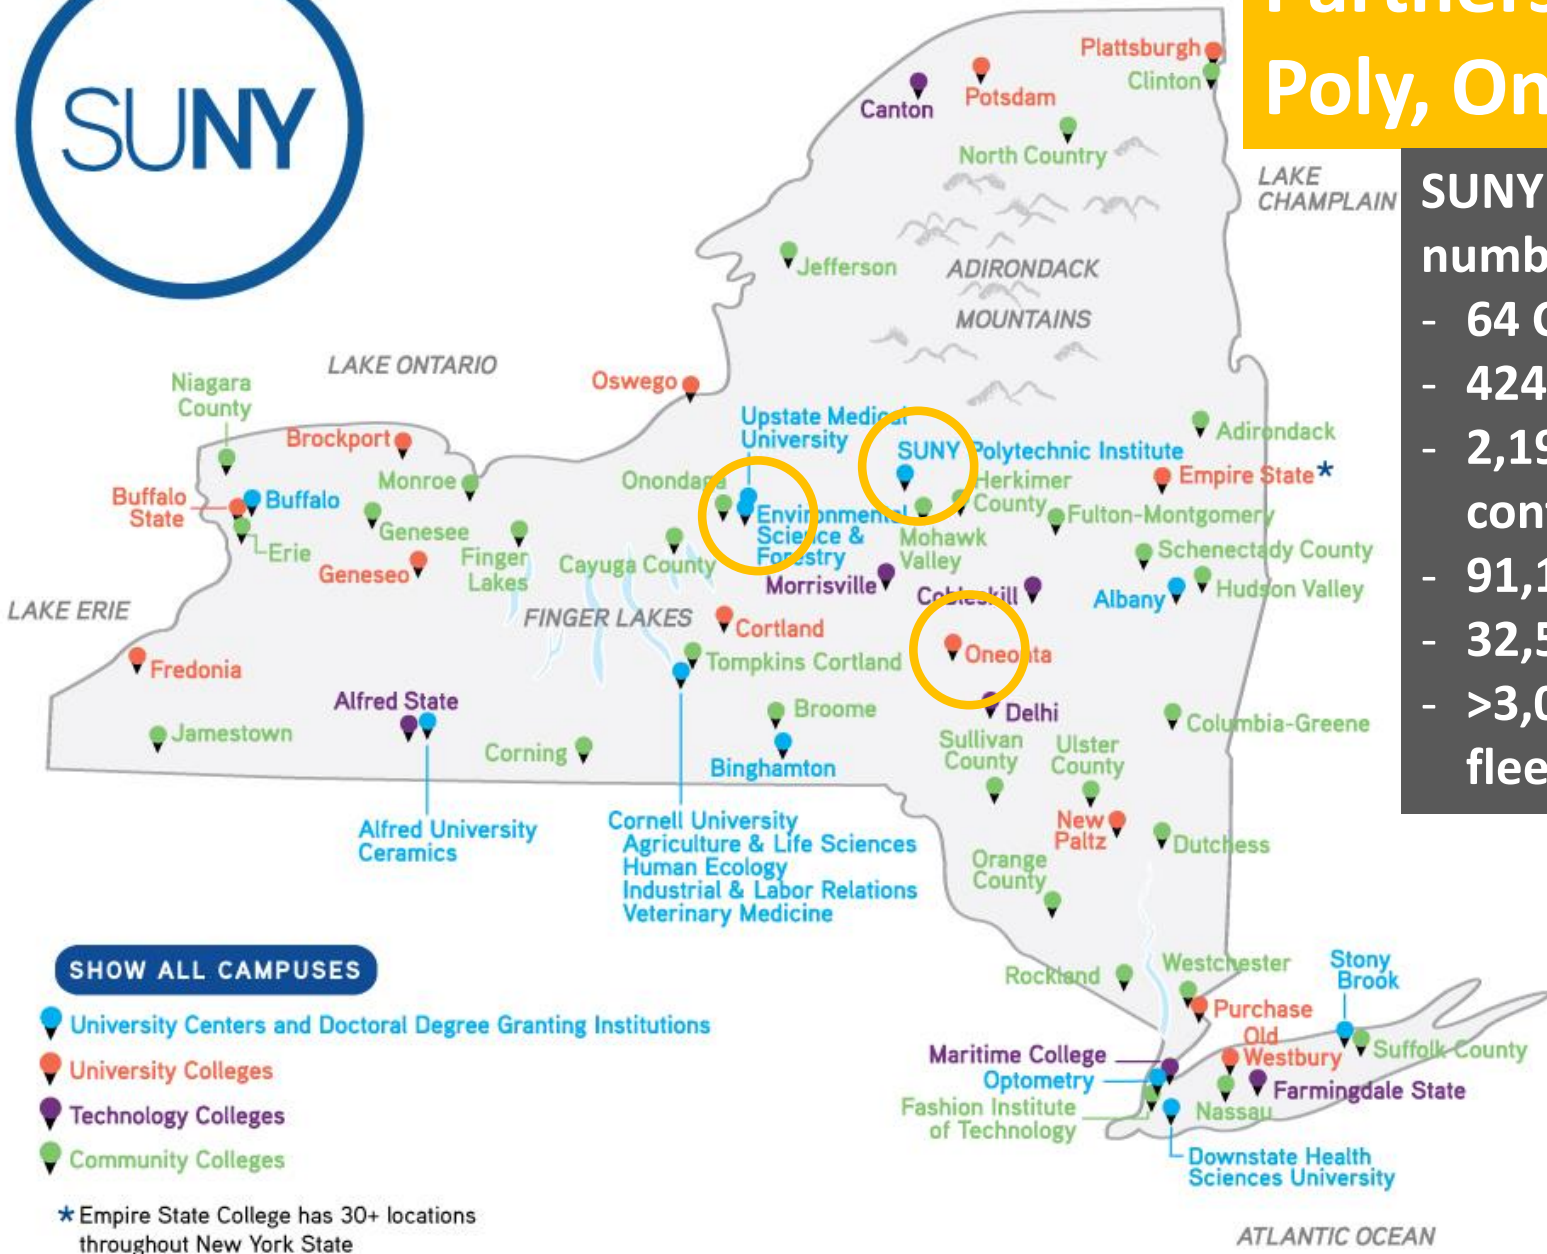 SUNY
Partners
Poly, On
SUNY
numb
- 64
- 424
- 2,19
con
- 91,1
- 32,5
- >3,0
flee
Plattsburgh
Clinton
Canton
Potsdam
North Country
LAKE
CHAMPLAIN
Jefferson
ADIRONDACK
MOUNTAINS
LAKE ONTARIO
Oswego
Niagara
County
Brockport
Upstate Medical
University
SUNY Polytechnic Institute
Adirondack
Monroe
Onondaga
Herkimer
County
Empire State*
Buffalo
State
Buffalo
Genesee
Environmental
Science &
Forestry
Fulton-Montgomery
Mohawk
Valley
Erie
Finger
Lakes
Cayuga County
Schenectady County
Geneseo
Morrisville
Cobleskill
Albany
Hudson Valley
LAKE ERIE
FINGER LAKES
Cortland
Oneonta
Fredonia
Tompkins Cortland
Alfred State
Broome
Delhi
Columbia-Greene
Jamestown
Corning
Binghamton
Sullivan
County
Ulster
County
Alfred University
Ceramics
Cornell University
Agriculture & Life Sciences
Human Ecology
Industrial & Labor Relations
Veterinary Medicine
New
Paltz
Dutchess
Orange
County
SHOW ALL CAMPUSES
University Centers and Doctoral Degree Granting Institutions
University Colleges
Technology Colleges
Community Colleges
* Empire State College has 30+ locations
throughout New York State
Rockland
Westchester
Stony
Brook
Purchase
Old
Westbury
Suffolk County
Maritime College
Optometry
Farmingdale State
Fashion Institute
of Technology
Nassau
Downstate Health
Sciences University
ATLANTIC OCEAN